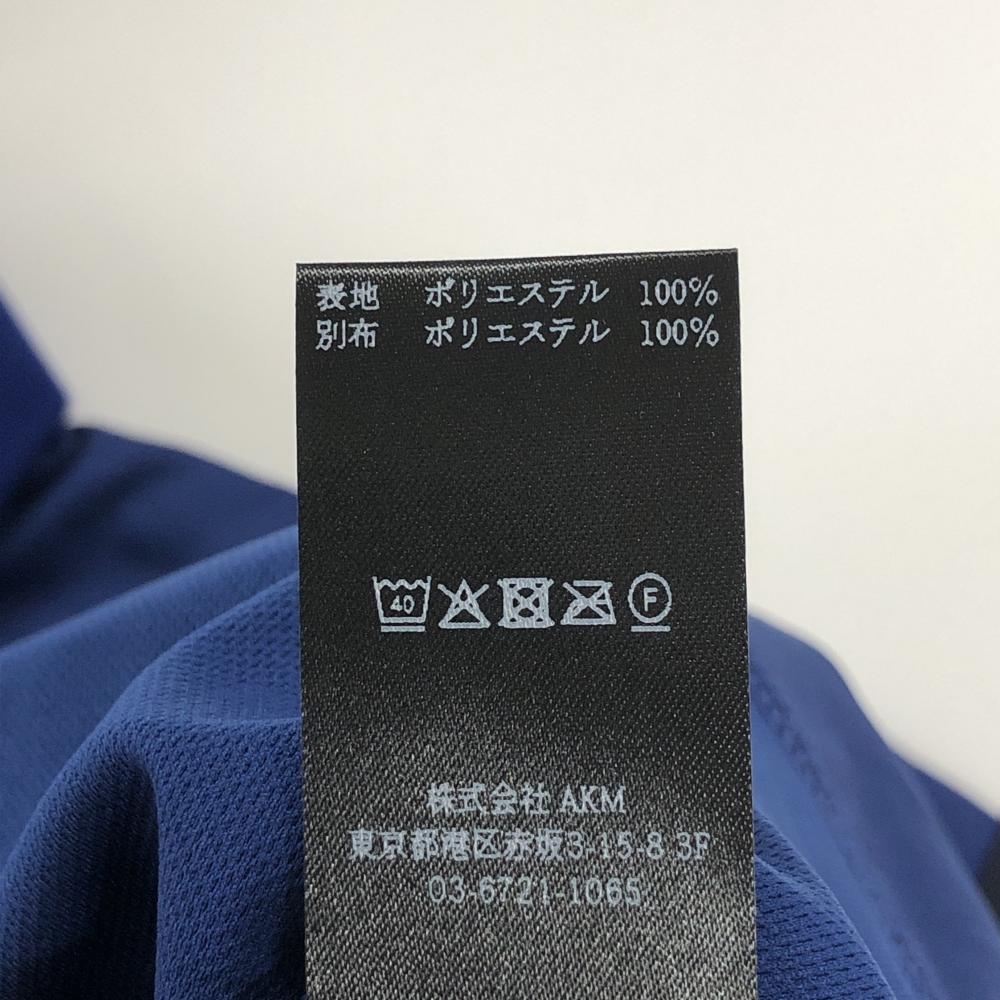 表地 ポリエステル 100%
別布 ポリエステル 100%
40 F
株式会社 AKM
東京都港区赤坂3-15-8 3F
03-6721-1065